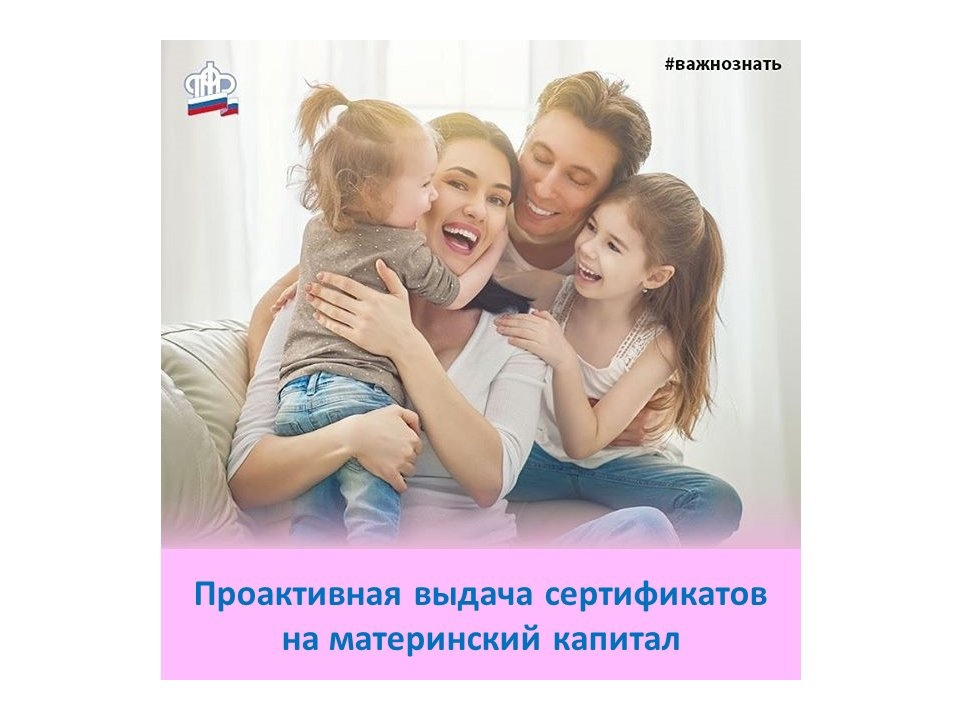 #важнознать
Проактивная выдача сертификатов
на материнский капитал